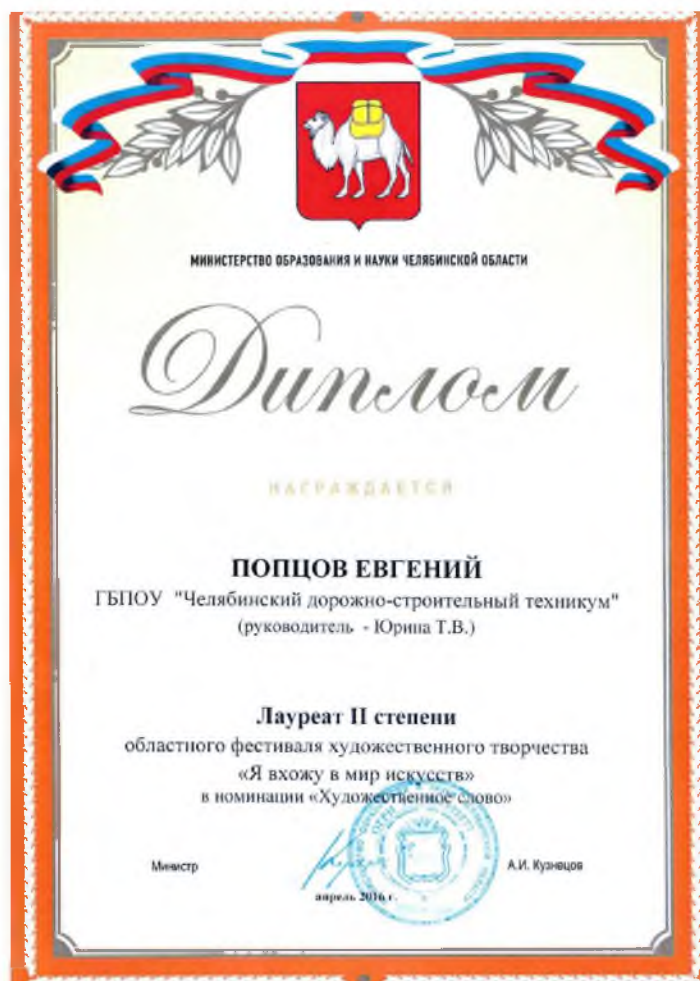 МИНИСТЕРСТВО ОБРАЗОВАНИЯ И НАУКИ ЧЕЛЯБИНСКОЙ ОБЛАСТИ
Диплом
НАГРАЖДАЕТСЯ
ПОПЦОВ ЕВГЕНИЙ
ГБПОУ "Челябинский дорожно-строительный техникум"
(руководитель - Юрина Т.В.)
Лауреат II степени
областного фестиваля художественного творчества
«Я вхожу в мир искусств»
в номинации «Художественное слово»
Министр
А.И. Кузнецов
апрель 2016 г.